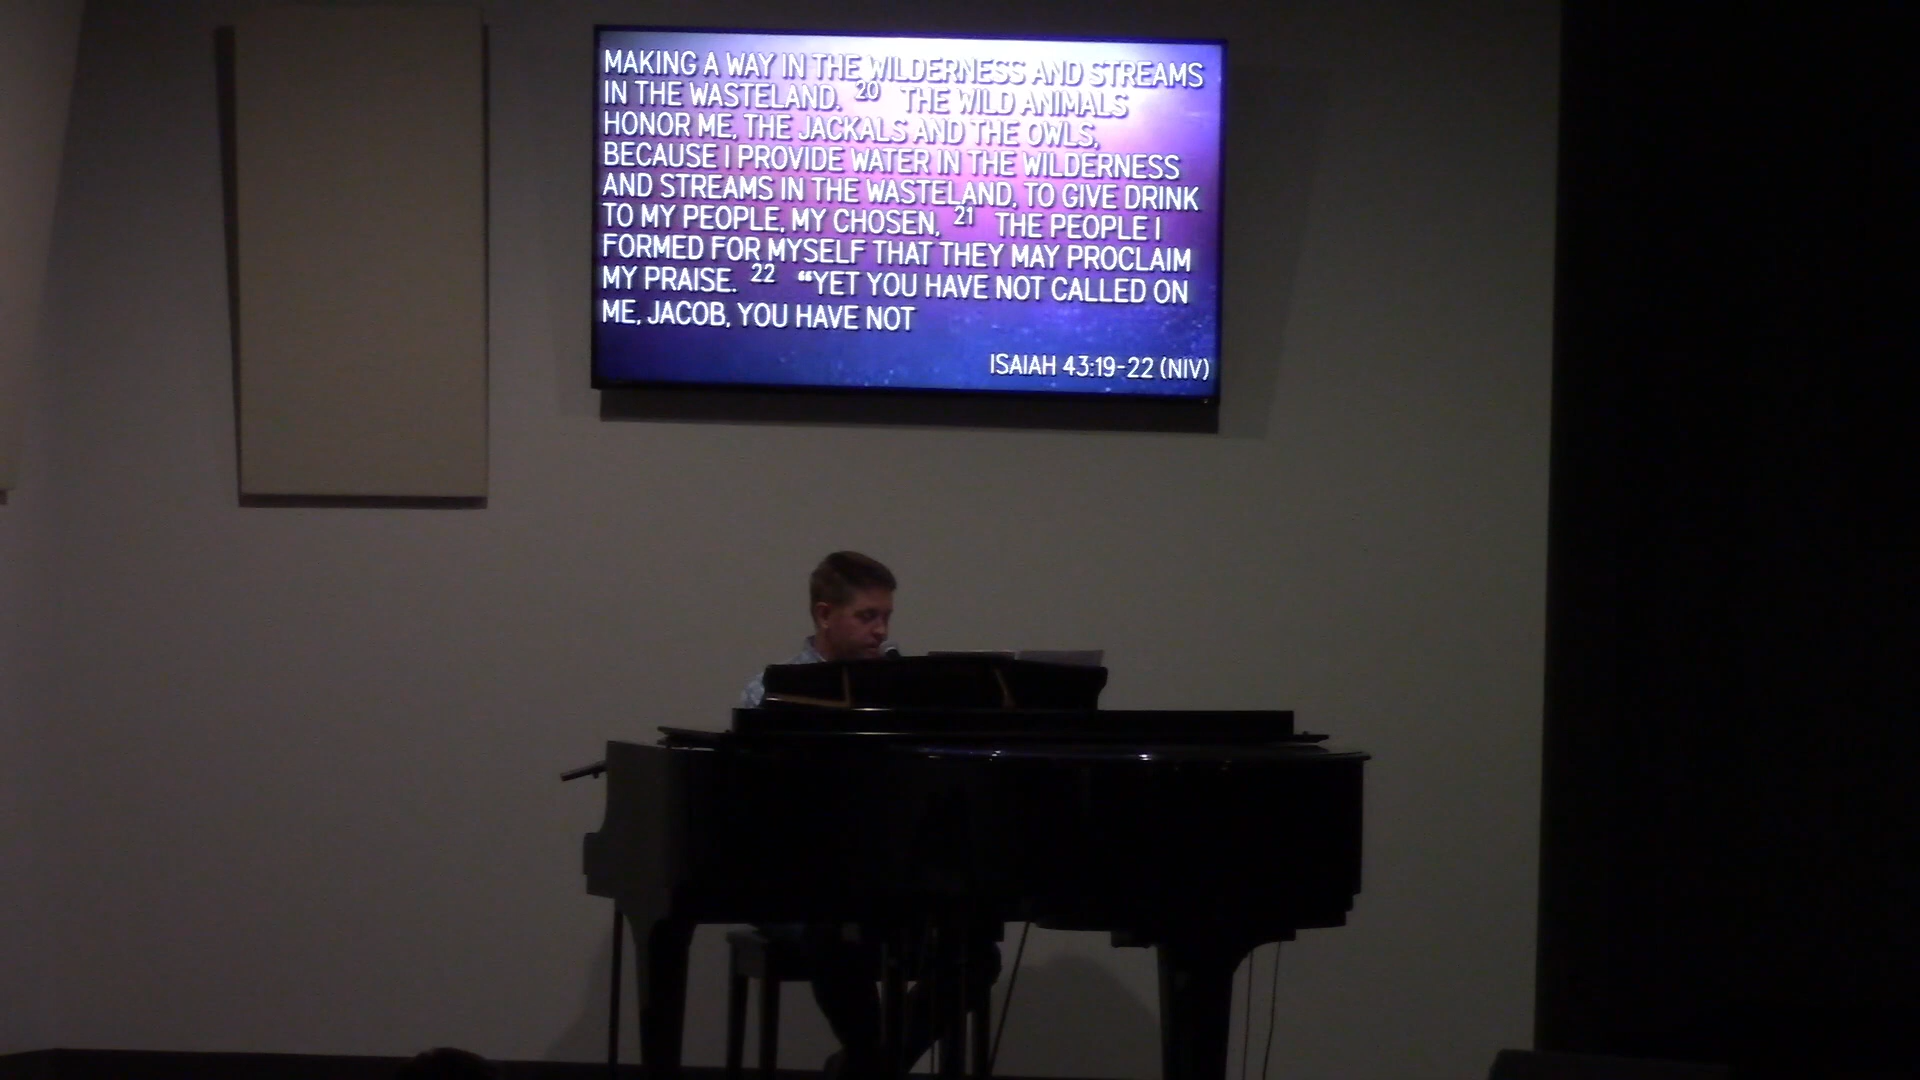 MAKING A WAY IN THE WILDERNESS AND STREAMS
IN THE WASTELAND. 20 THE WILD ANIMALS
HONOR ME, THE JACKALS AND THE OWLS,
BECAUSE I PROVIDE WATER IN THE WILDERNESS
AND STREAMS IN THE WASTELAND, TO GIVE DRINK
TO MY PEOPLE, MY CHOSEN, 21 THE PEOPLE I
FORMED FOR MYSELF THAT THEY MAY PROCLAIM
MY PRAISE. 22 “YET YOU HAVE NOT CALLED ON
ME, JACOB, YOU HAVE NOT
ISAIAH 43:19-22 (NIV)